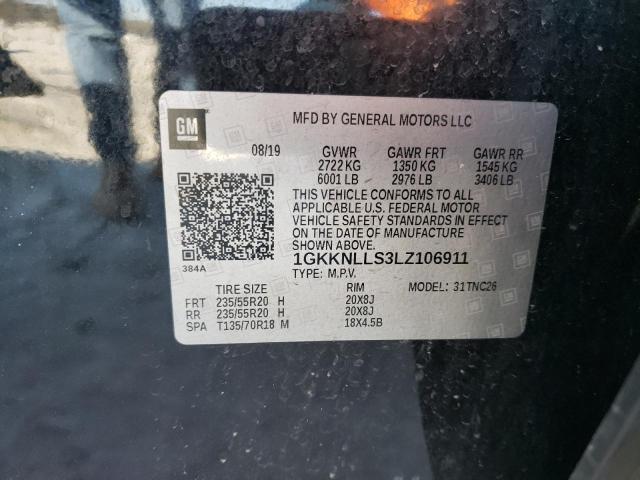 GM
MFD BY GENERAL MOTORS LLC
08/19 GVWR GAWR FRT GAWR RR
2722 KG 1350 KG 1545 KG
6001 LB 2976 LB 3406 LB
THIS VEHICLE CONFORMS TO ALL
APPLICABLE U.S. FEDERAL MOTOR
VEHICLE SAFETY STANDARDS IN EFFECT
ON THE DATE OF MANUFACTURE
SHOWN ABOVE.
384A 1GKKNLLS3LZ106911
TYPE: M.P.V. MODEL: 31TNC26
TIRE SIZE RIM
FRT 235/55R20 H 20X8J
RR 235/55R20 H 20X8J
SPA T135/70R18 M 18X4.5B